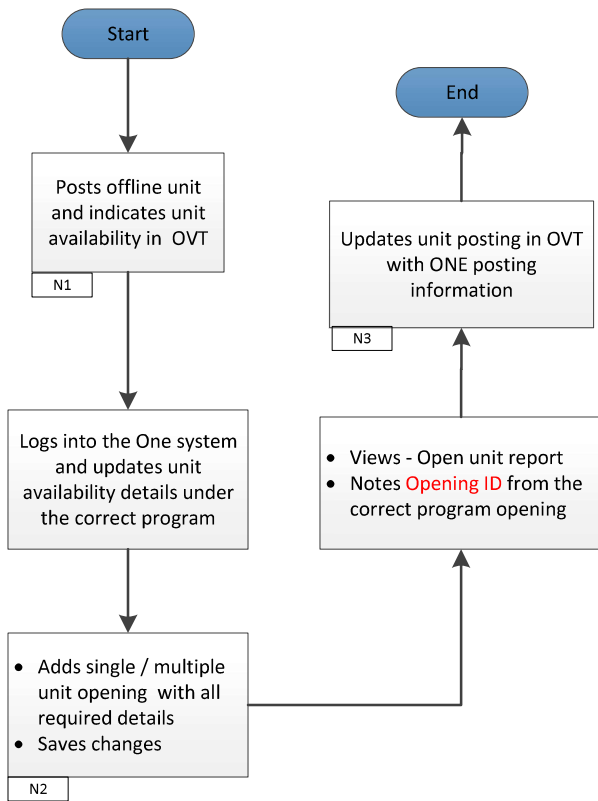 Start
Posts offline unit
and indicates unit
availability in OVT
N1
Logs into the One system
and updates unit
availability details under
the correct program
• Adds single / multiple
unit opening with all
required details
• Saves changes
N2
• Views - Open unit report
• Notes Opening ID from the
correct program opening
Updates unit posting in OVT
with ONE posting
information
N3
End